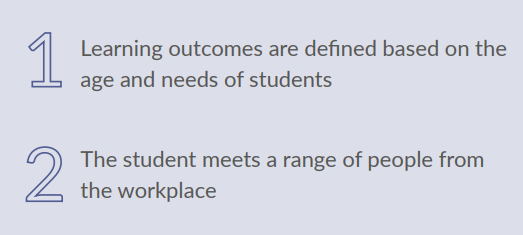 1 Learning outcomes are defined based on the
age and needs of students
2 The student meets a range of people from
the workplace